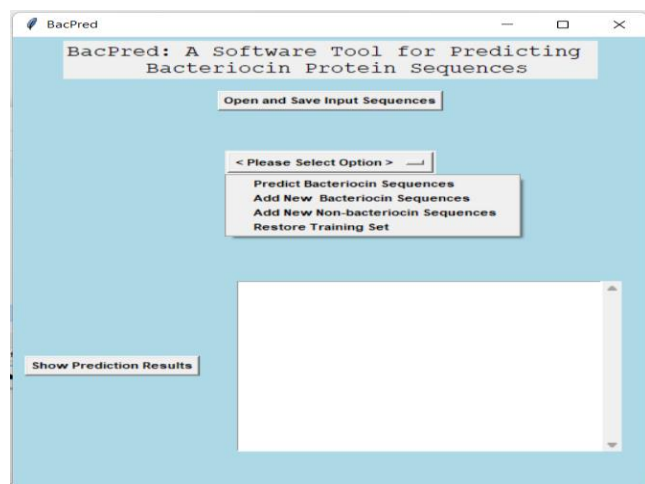 BacPred
BacPred: A Software Tool for Predicting
Bacteriocin Protein Sequences
Open and Save Input Sequences
< Please Select Option >
Predict Bacteriocin Sequences
Add New Bacteriocin Sequences
Add New Non-bacteriocin Sequences
Restore Training Set
Show Prediction Results